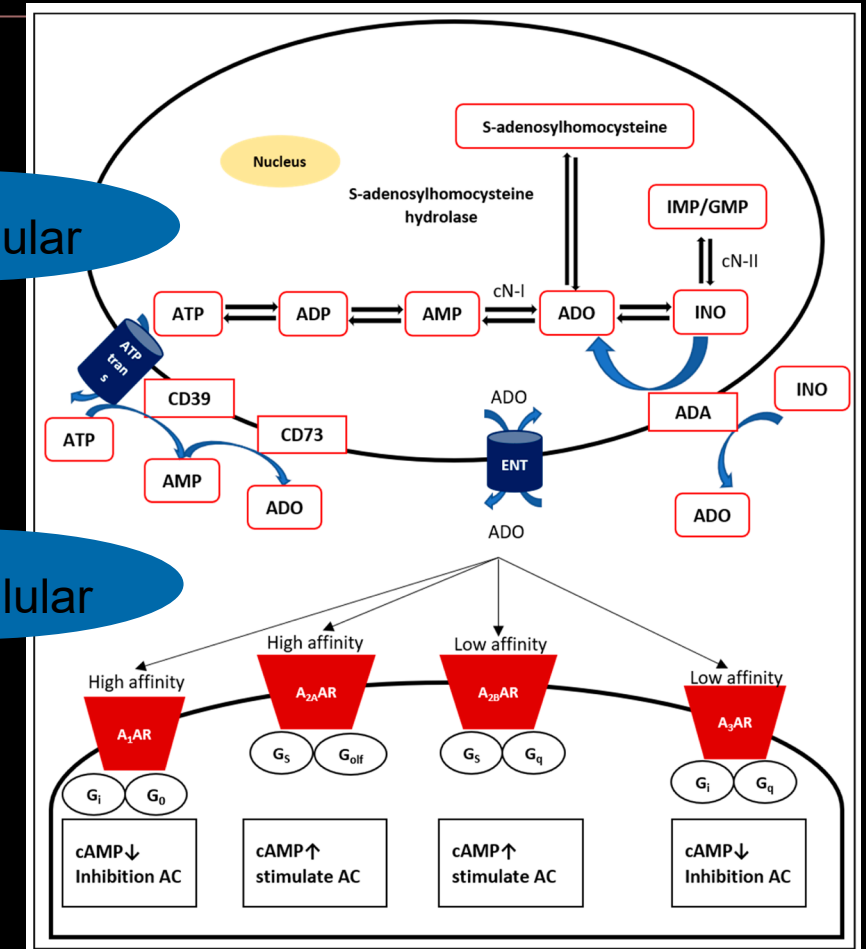 S-adenosylhomocysteine
Nucleus
S-adenosylhomocysteine
hydrolase
IMP/GMP
ular
cN-II
cN-I
ATP
ADP
AMP
ADO
INO
ATP
tran
s
CD39
ADO
ADA
INO
ATP
CD73
ENT
AMP
ADO
ADO
ADO
lular
High affinity
Low affinity
High affinity
Low affinity
A2AAR
A2BAR
A1AR
A3AR
GS
Golf
GS
Gq
Gi
G0
Gi
Gq
cAMP↓
Inhibition AC
cAMP↑
stimulate AC
cAMP↑
stimulate AC
cAMP↓
Inhibition AC